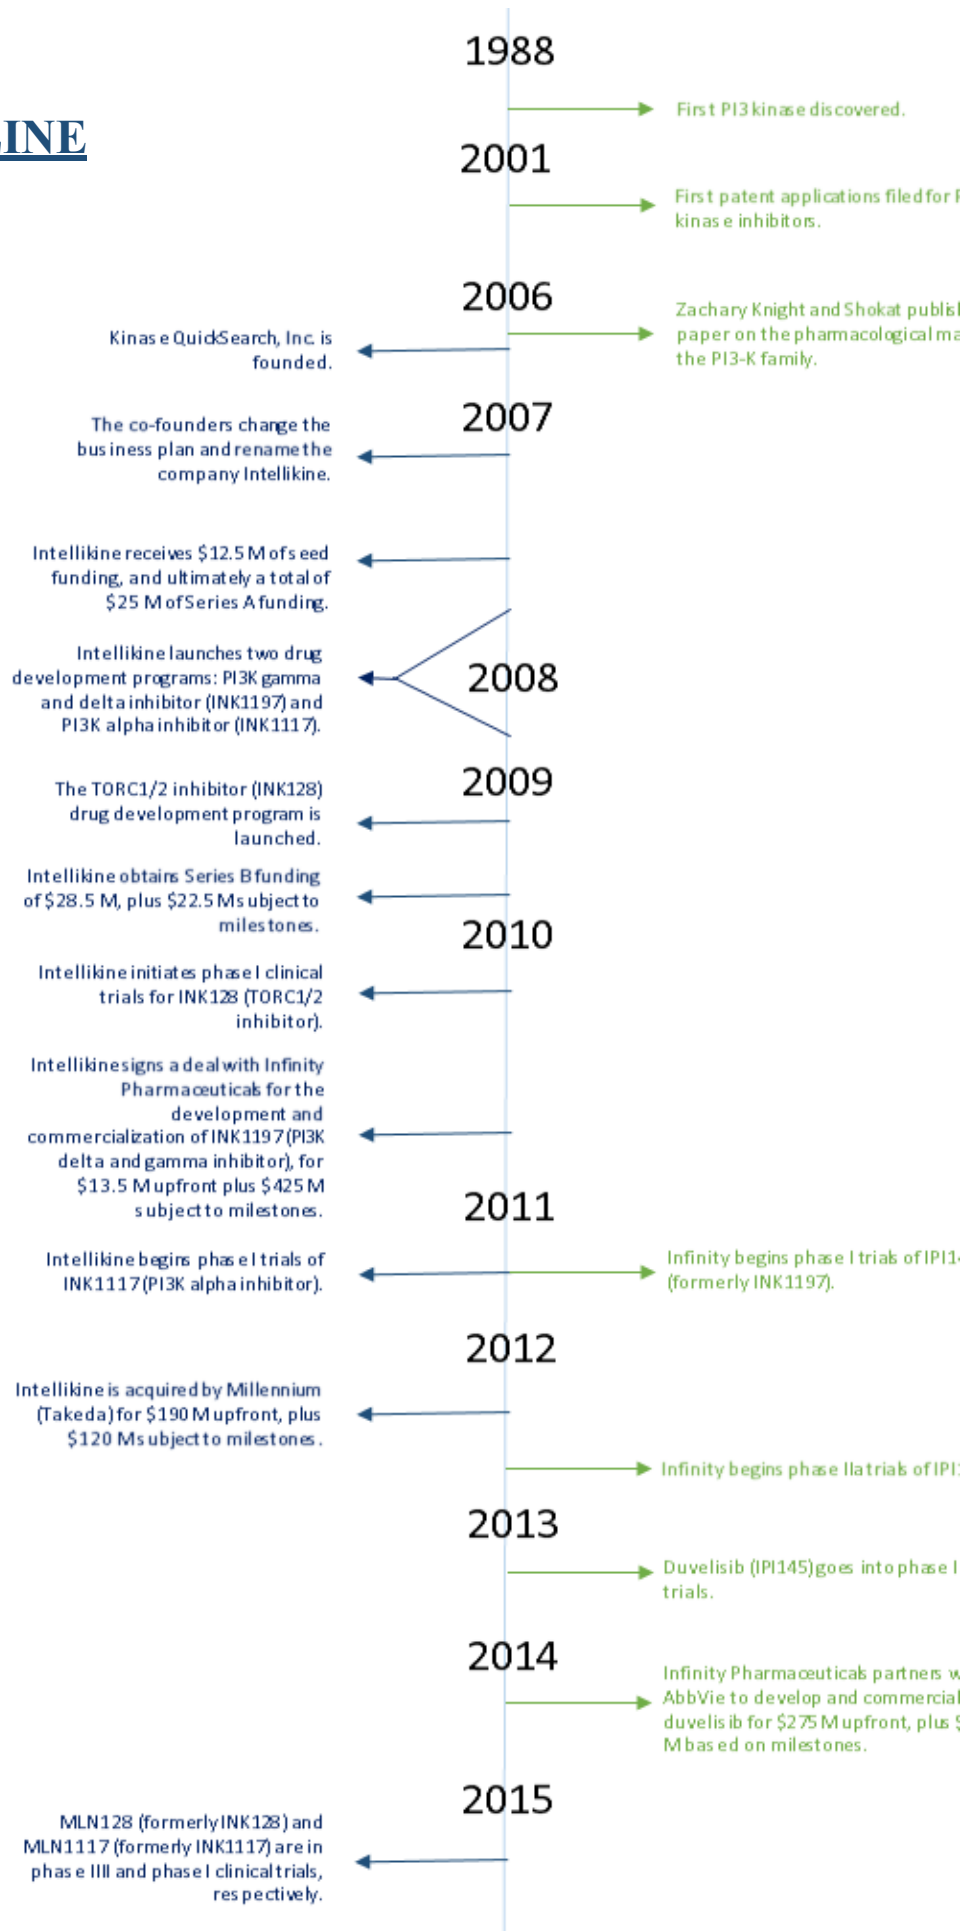 1988
First PI3 kinase discovered.
LINE
2001
First patent applications filed for
kinase inhibitors.
2006
Zachary Knight and Shokat
paper on the pharmacological
the PI3-K family.
Kinase QuickSearch, Inc. is
founded.
2007
The co-founders change the
business plan and rename the
company Intellikine.
Intellikine receives $12.5 M of seed
funding, and ultimately a total of
$25 M of Series A funding.
Intellikine launches two drug
development programs: PI3K gamma
and delta inhibitor (INK1197) and
PI3K alpha inhibitor (INK1117).
2008
2009
The TORC1/2 inhibitor (INK128)
drug development program is
launched.
Intellikine obtains Series B funding
of $28.5 M, plus $22.5 M subject to
milestones.
2010
Intellikine initiates phase I clinical
trials for INK128 (TORC1/2
inhibitor).
Intellikine signs a deal with Infinity
Pharmaceuticals for the
development and
commercialization of INK1197 (PI3K
delta and gamma inhibitor), for
$13.5 M upfront plus $425 M
subject to milestones.
2011
Intellikine begins phase I trials of
INK1117 (PI3K alpha inhibitor).
Infinity begins phase I trials of
(formerly INK1197).
2012
Intellikine is acquired by Millennium
(Takeda) for $190 M upfront, plus
$120 M subject to milestones.
Infinity begins phase IIa trials of
2013
Duvelisib (IPI145) goes into phase
trials.
2014
Infinity Pharmaceuticals partners
AbbVie to develop and
duvelisib for $275 M upfront, plus
M based on milestones.
2015
MLN128 (formerly INK128) and
MLN1117 (formerly INK1117) are in
phase IIII and phase I clinical trials,
respectively.